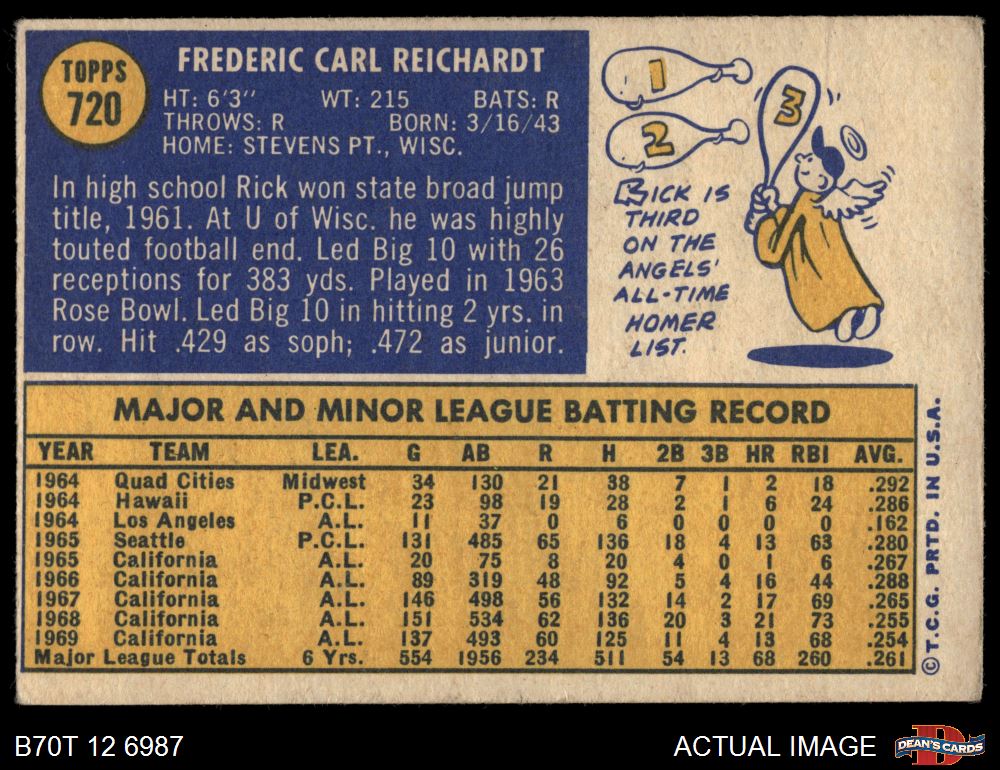 TOPPS
720
FREDERIC CARL REICHARDT
HT: 6'3" WT: 215 BATS: R
THROWS: R BORN: 3/16/43
HOME: STEVENS PT., WISC.
In high school Rick won state broad jump
title, 1961. At U of Wisc. he was highly
touted football end. Led Big 10 with 26
receptions for 383 yds. Played in 1963
Rose Bowl. Led Big 10 in hitting 2 yrs. in
row. Hit .429 as soph; .472 as junior.
1
2
3
RICK IS
THIRD
ON THE
ANGELS'
ALL-TIME
HOMER
LIST.
MAJOR AND MINOR LEAGUE BATTING RECORD
YEAR TEAM LEA. G AB R H 2B 3B HR RBI AVG.
1964 Quad Cities Midwest 34 130 21 38 7 1 2 18 .292
1964 Hawaii P.C.L. 23 98 19 28 2 1 6 24 .286
1964 Los Angeles A.L. 11 37 0 6 0 0 0 0 .162
1965 Seattle P.C.L. 131 485 65 136 18 4 13 63 .280
1965 California A.L. 20 75 8 20 4 0 1 6 .267
1966 California A.L. 89 319 48 92 5 4 16 44 .288
1967 California A.L. 146 498 56 132 14 2 17 69 .265
1968 California A.L. 151 534 62 136 20 3 21 73 .255
1969 California A.L. 137 493 60 125 11 4 13 68 .254
Major League Totals 6 Yrs. 554 1956 234 511 54 13 68 260 .261
© T.C.G. PRTD. IN U.S.A.
B70T 12 6987
ACTUAL IMAGE
DEAN'S CARDS